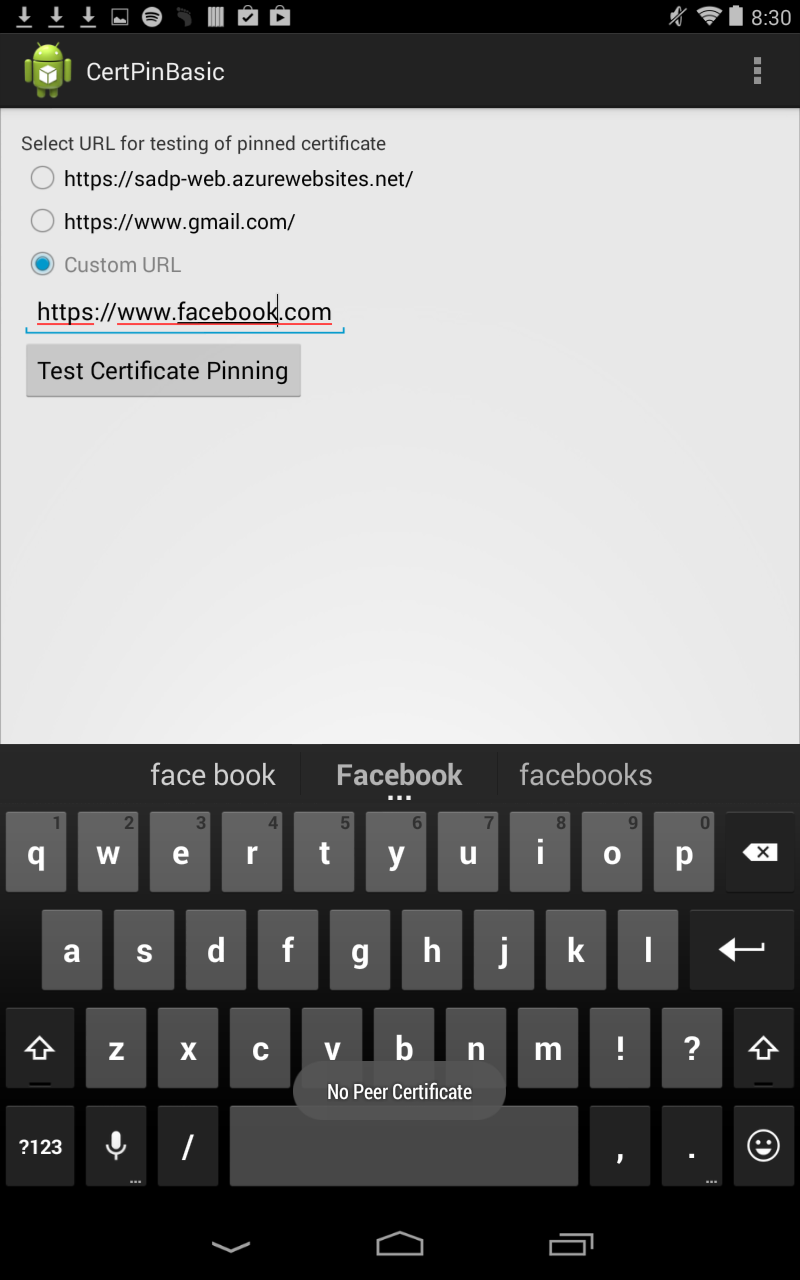 8:30
CertPinBasic
Select URL for testing of pinned certificate
https://sadp-web.azurewebsites.net/
https://www.gmail.com/
Custom URL
https://www.facebook.com
Test Certificate Pinning
face book Facebook facebooks
...
1 2 3 4 5 6 7 8 9 0
q w e r t y u i o p
a s d f g h j k l
z x c v b n m ! ?
No Peer Certificate
?123 / , .
... ...